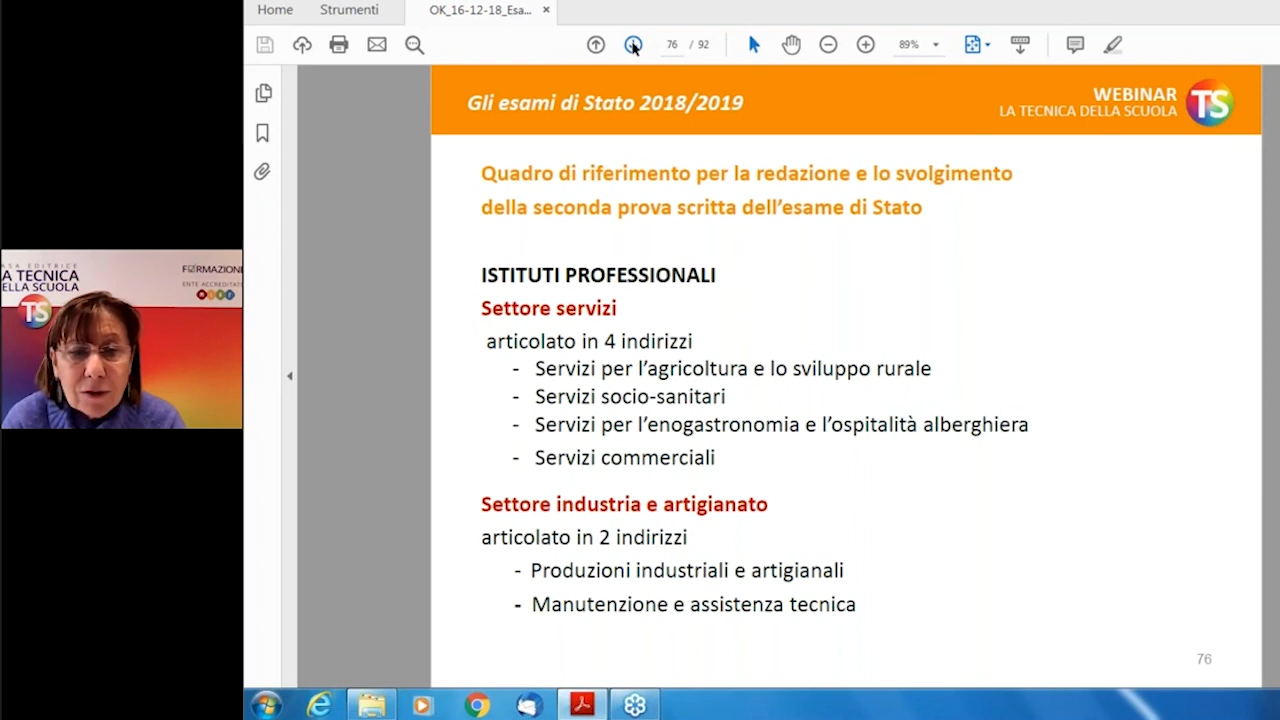 Home Strumenti OK_16-12-18_Esa... ×
76 / 92 89%
Gli esami di Stato 2018/2019
WEBINAR
LA TECNICA DELLA SCUOLA
TS
Quadro di riferimento per la redazione e lo svolgimento
della seconda prova scritta dell’esame di Stato
ISTITUTI PROFESSIONALI
Settore servizi
articolato in 4 indirizzi
- Servizi per l’agricoltura e lo sviluppo rurale
- Servizi socio-sanitari
- Servizi per l’enogastronomia e l’ospitalità alberghiera
- Servizi commerciali
Settore industria e artigianato
articolato in 2 indirizzi
- Produzioni industriali e artigianali
- Manutenzione e assistenza tecnica
76
ASA EDITRICE
A TECNICA
ELLA SCUOLA
TS
FORMAZIONE
ENTE ACCREDITAT